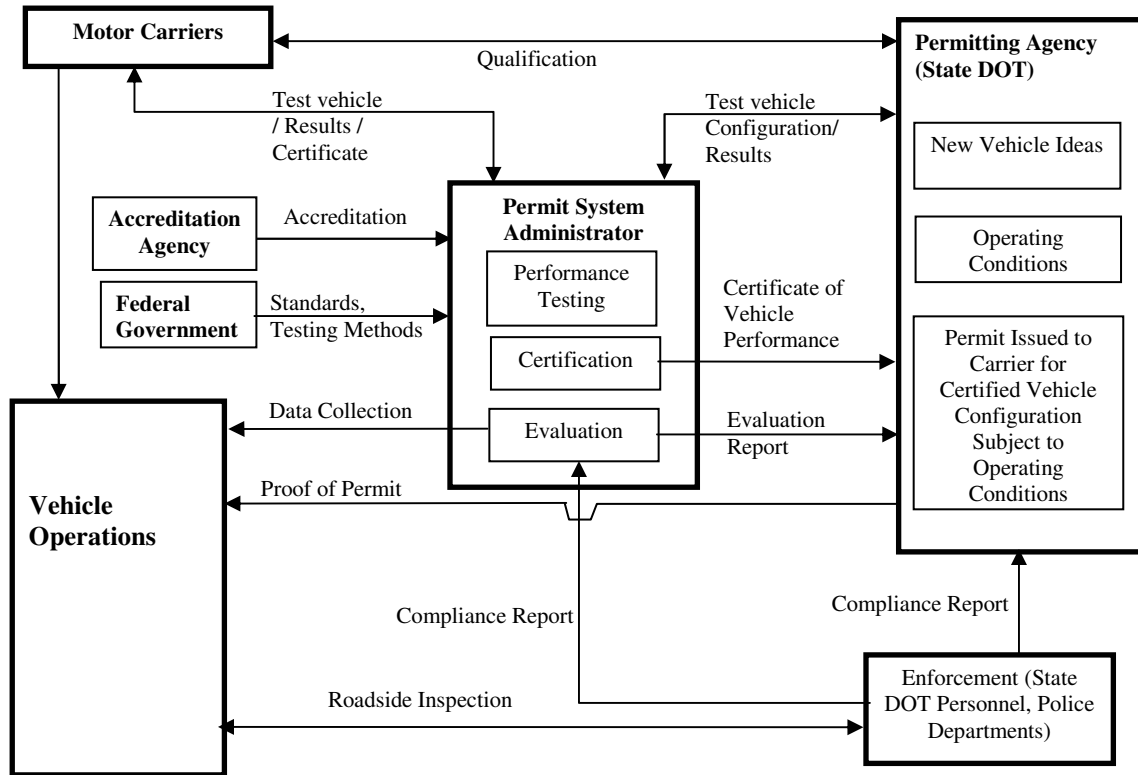 Motor Carriers
Qualification
Permitting Agency
(State DOT)
Test vehicle
/ Results /
Certificate
Test vehicle
Configuration/
Results
New Vehicle Ideas
Accreditation
Agency
Accreditation
Permit System
Administrator
Operating
Conditions
Performance
Testing
Federal
Government
Standards,
Testing Methods
Certificate of
Vehicle
Performance
Certification
Permit Issued to
Carrier for
Certified Vehicle
Configuration
Subject to
Operating
Conditions
Data Collection
Evaluation
Evaluation
Report
Proof of Permit
Vehicle
Operations
Compliance Report
Compliance Report
Roadside Inspection
Enforcement (State
DOT Personnel, Police
Departments)